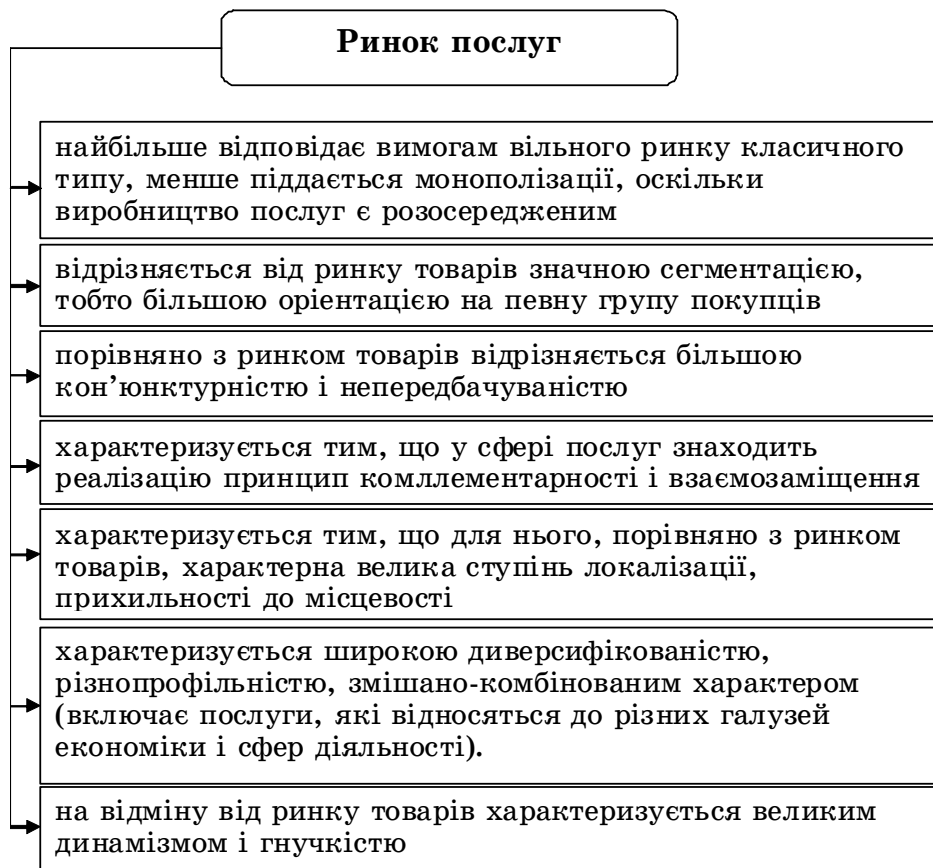 Ринок послуг
найбільше відповідає вимогам вільного ринку класичного
типу, менше піддається монополізації, оскільки
виробництво послуг є розосередженим
відрізняється від ринку товарів значною сегментацією,
тобто більшою орієнтацією на певну групу покупців
порівняно з ринком товарів відрізняється більшою
кон’юнктурністю і непередбачуваністю
характеризується тим, що у сфері послуг знаходить
реалізацію принцип комллементарності і взаємозаміщення
характеризується тим, що для нього, порівняно з ринком
товарів, характерна велика ступінь локалізації,
прихильності до місцевості
характеризується широкою диверсифікованістю,
різнопрофільністю, змішано-комбінованим характером
(включає послуги, які відносяться до різних галузей
економіки і сфер діяльності).
на відміну від ринку товарів характеризується великим
динамізмом і гнучкістю